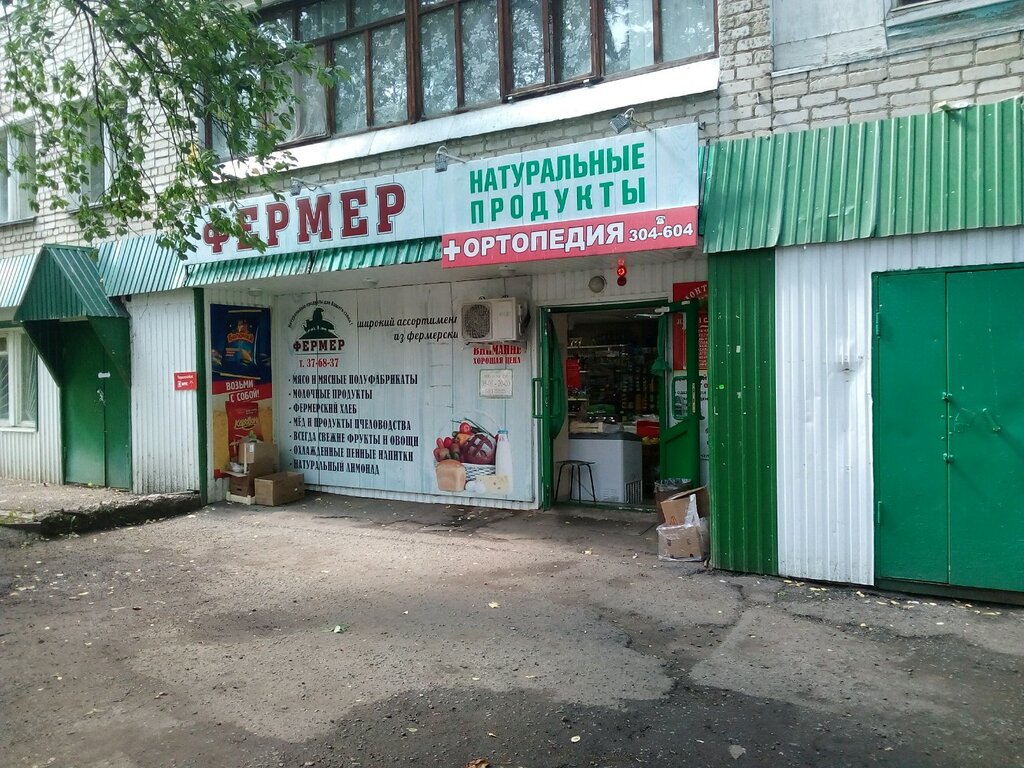 ФЕРМЕР
НАТУРАЛЬНЫЕ
ПРОДУКТЫ
+ОРТОПЕДИЯ 304-604
широкий ассортимент
из фермерски
ФЕРМЕР
т. 37-68-37
ВНИМАНИЕ
ХОРОШАЯ ЦЕНА
- МЯСО И МЯСНЫЕ ПОЛУФАБРИКАТЫ
- МОЛОЧНЫЕ ПРОДУКТЫ
- ФЕРМЕРСКИЙ ХЛЕБ
- МЁД И ПРОДУКТЫ ПЧЕЛОВОДСТВА
- ВСЕГДА СВЕЖИЕ ФРУКТЫ И ОВОЩИ
- ОХЛАЖДЕННЫЕ ПЕННЫЕ НАПИТКИ
- НАТУРАЛЬНЫЙ ЛИМОНАД
ВОЗЬМИ
С СОБОЙ!